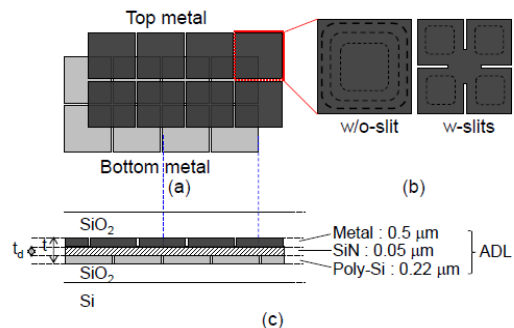 Top metal
Bottom metal
(a)
w/o-slit
w-slits
(b)
SiO2
td
t
Metal : 0.5 μm
SiN : 0.05 μm
Poly-Si : 0.22 μm
ADL
SiO2
Si
(c)